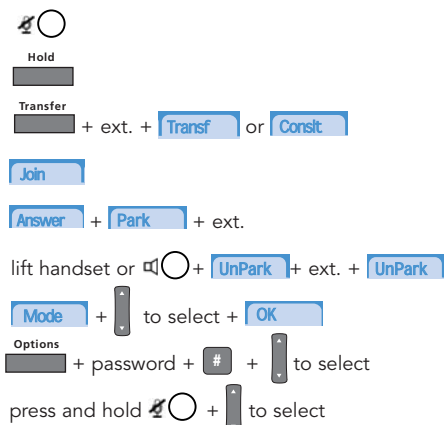 Hold
Transfer
+ ext. + Transf or Conslt
Join
Answer + Park + ext.
lift handset or + UnPark + ext. + UnPark
Mode + to select + OK
Options
+ password + # + to select
press and hold + to select